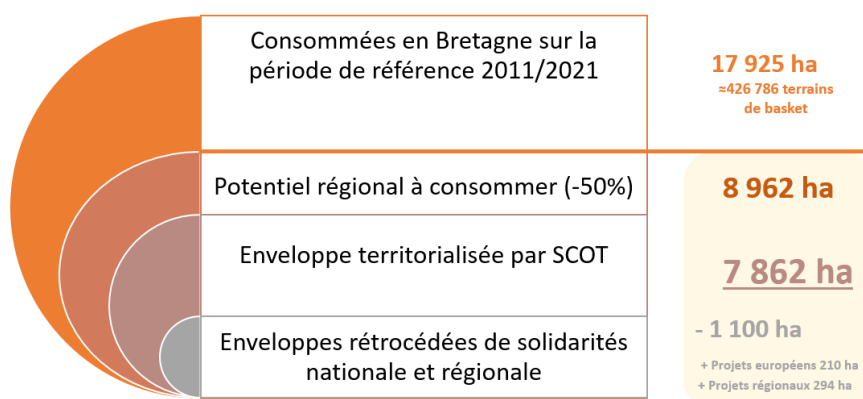 Consommées en Bretagne sur la
période de référence 2011/2021
17 925 ha
≈426 786 terrains
de basket
Potentiel régional à consommer (-50%)
8 962 ha
Enveloppe territorialisée par SCOT
7 862 ha
Enveloppes rétrocédées de solidarités
nationale et régionale
- 1 100 ha
+ Projets européens 210 ha
+ Projets régionaux 294 ha